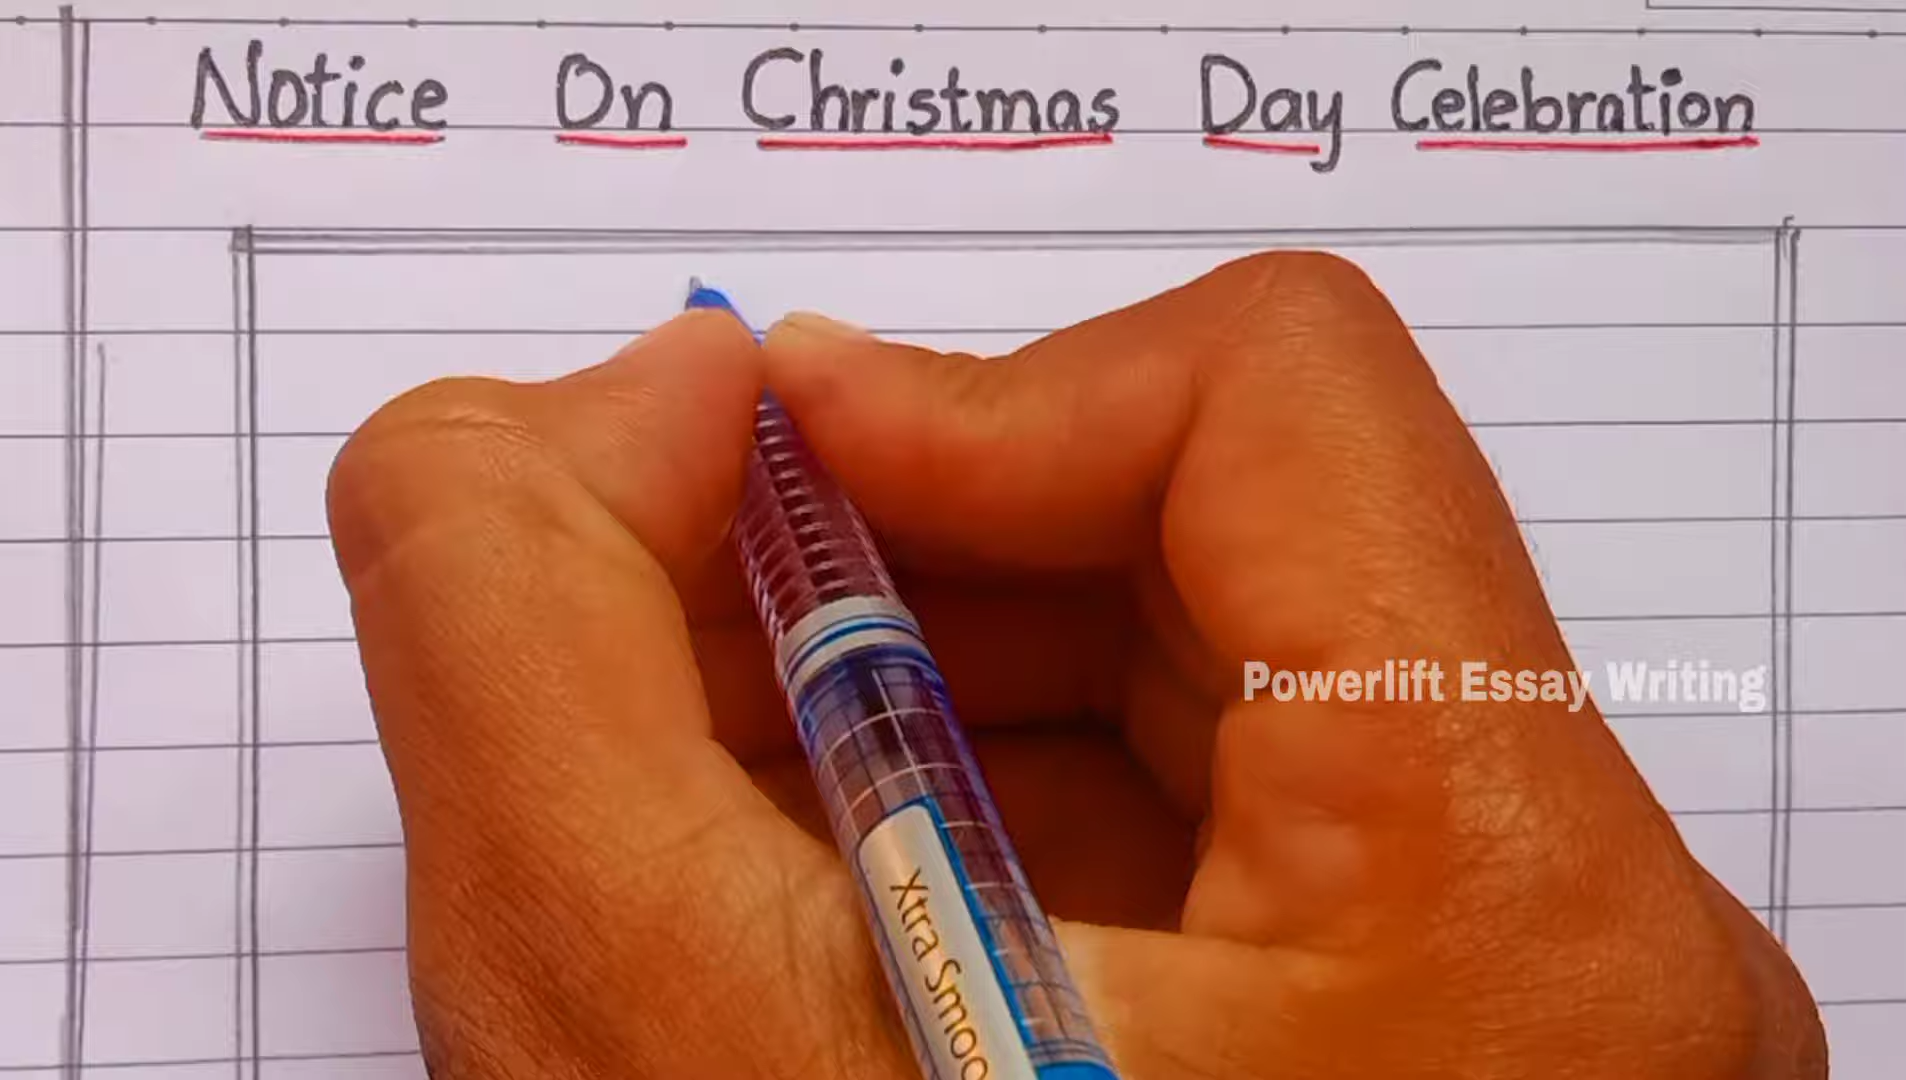 Notice On Christmas Day Celebration
Powerlift Essay Writing
Xtra Smoo